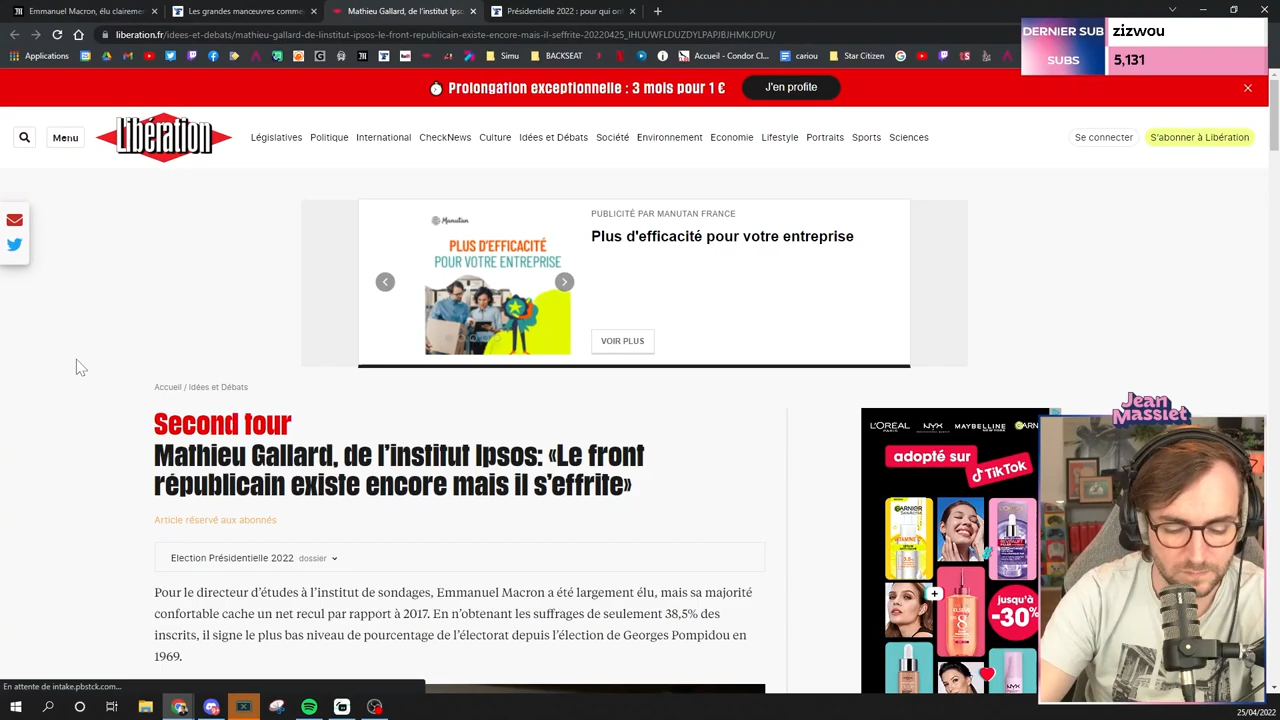 Emmanuel Macron, élu clairement
Les grandes manœuvres comme
Mathieu Gallard, de l'institut Ips
Présidentielle 2022 : pour qui ont
liberation.fr/idees-et-debats/mathieu-gallard-de-linstitut-ipsos-le-front-republicain-existe-encore-mais-il-seffrite-20220425_IHUUWFLDUZDYLPAPJBJHMKJDPU/
DERNIER SUB
zizwou
SUBS
5,131
Applications
Simu
BACKSEAT
Accueil - Condor Cl...
cariou
Star Citizen
Prolongation exceptionnelle : 3 mois pour 1 €
J'en profite
Menu
Libération
Législatives Politique International CheckNews Culture Idées et Débats Société Environnement Economie Lifestyle Portraits Sports Sciences
Se connecter
S'abonner à Libération
Manutan
PLUS D'EFFICACITÉ
POUR VOTRE ENTREPRISE
PUBLICITÉ PAR MANUTAN FRANCE
Plus d'efficacité pour votre entreprise
VOIR PLUS
Accueil / Idées et Débats
Second tour
Mathieu Gallard, de l'institut Ipsos: «Le front
républicain existe encore mais il s'effrite»
Article réservé aux abonnés
Election Présidentielle 2022 dossier
Pour le directeur d'études à l'institut de sondages, Emmanuel Macron a été largement élu, mais sa majorité
confortable cache un net recul par rapport à 2017. En n'obtenant les suffrages de seulement 38,5% des
inscrits, il signe le plus bas niveau de pourcentage de l'électorat depuis l'élection de Georges Pompidou en
1969.
L'ORÉAL
PARIS
NYX
MAYBELLINE
NEW YORK
GARN
adopté sur
TikTok
GARNIER
jusqu'à
-30%
Jean
Massiet
En attente de intake.pbstck.com...
25/04/2022